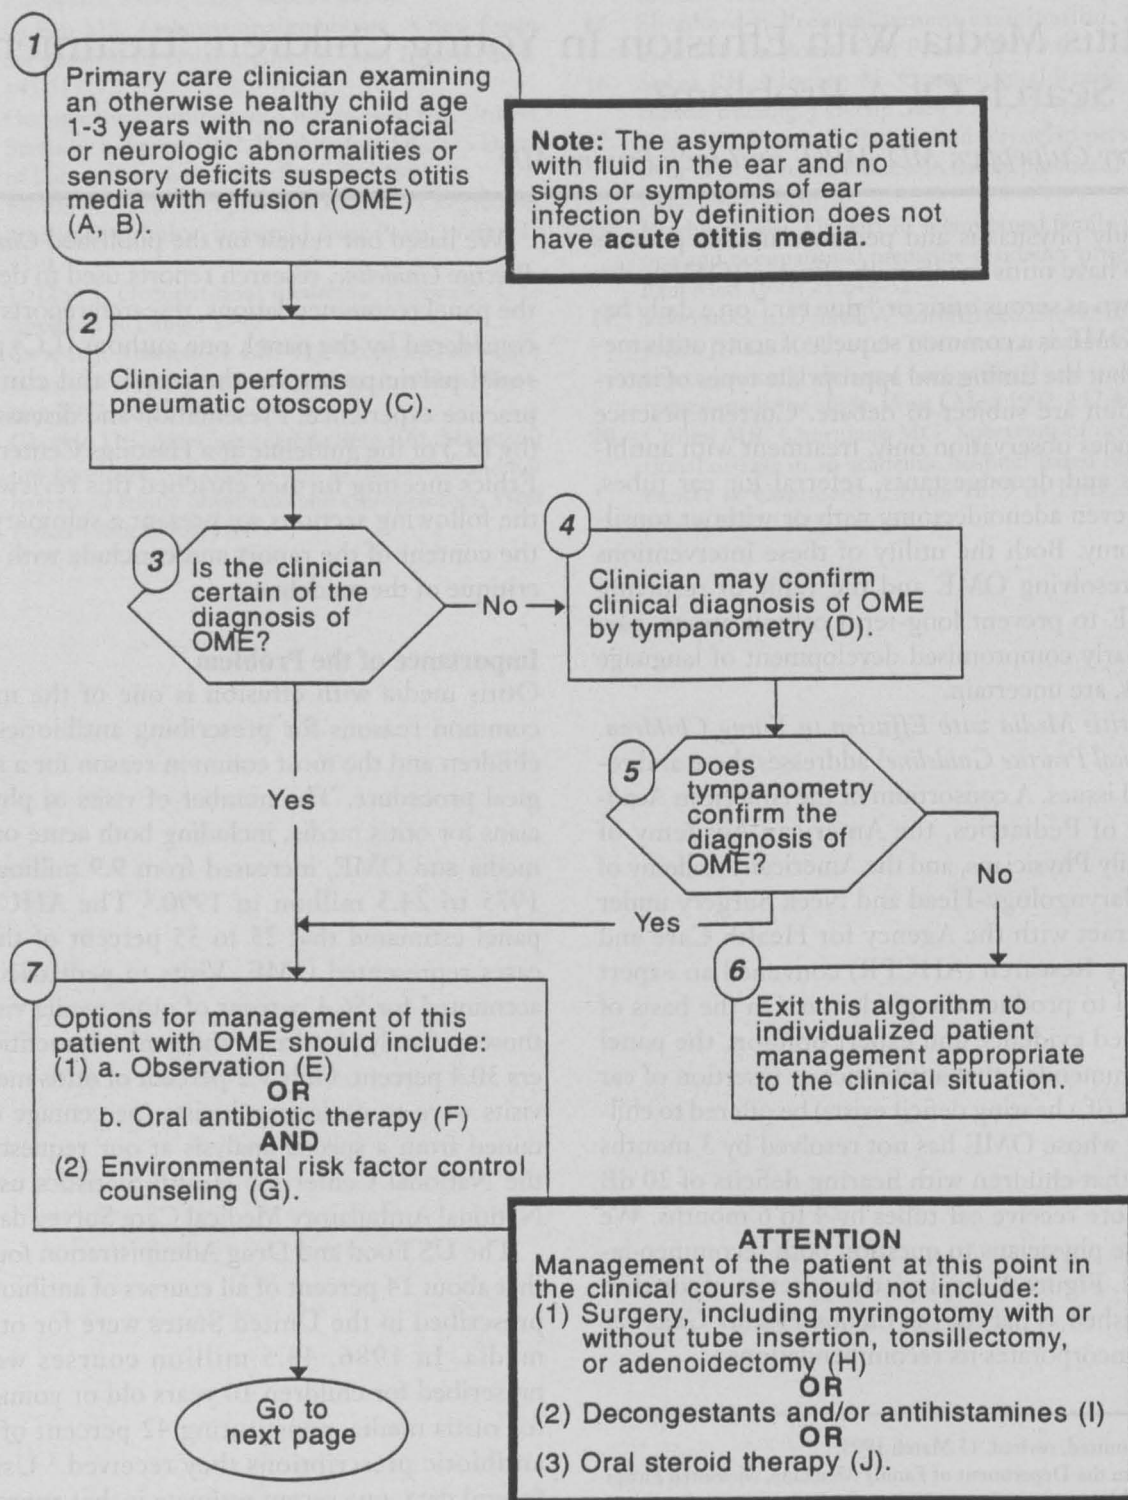 1
Primary care clinician examining
an otherwise healthy child age
1-3 years with no craniofacial
or neurologic abnormalities or
sensory deficits suspects otitis
media with effusion (OME)
(A, B).
Note: The asymptomatic patient
with fluid in the ear and no
signs or symptoms of ear
infection by definition does not
have acute otitis media.
2
Clinician performs
pneumatic otoscopy (C).
3
Is the clinician
certain of the
diagnosis of
OME?
No
4
Clinician may confirm
clinical diagnosis of OME
by tympanometry (D).
Yes
5
Does
tympanometry
confirm the
diagnosis of
OME?
No
Yes
6
Exit this algorithm to
individualized patient
management appropriate
to the clinical situation.
7
Options for management of this
patient with OME should include:
(1) a. Observation (E)
OR
b. Oral antibiotic therapy (F)
AND
(2) Environmental risk factor control
counseling (G).
ATTENTION
Management of the patient at this point in
the clinical course should not include:
(1) Surgery, including myringotomy with or
without tube insertion, tonsillectomy,
or adenoidectomy (H)
OR
(2) Decongestants and/or antihistamines (I)
OR
(3) Oral steroid therapy (J).
Go to
next page